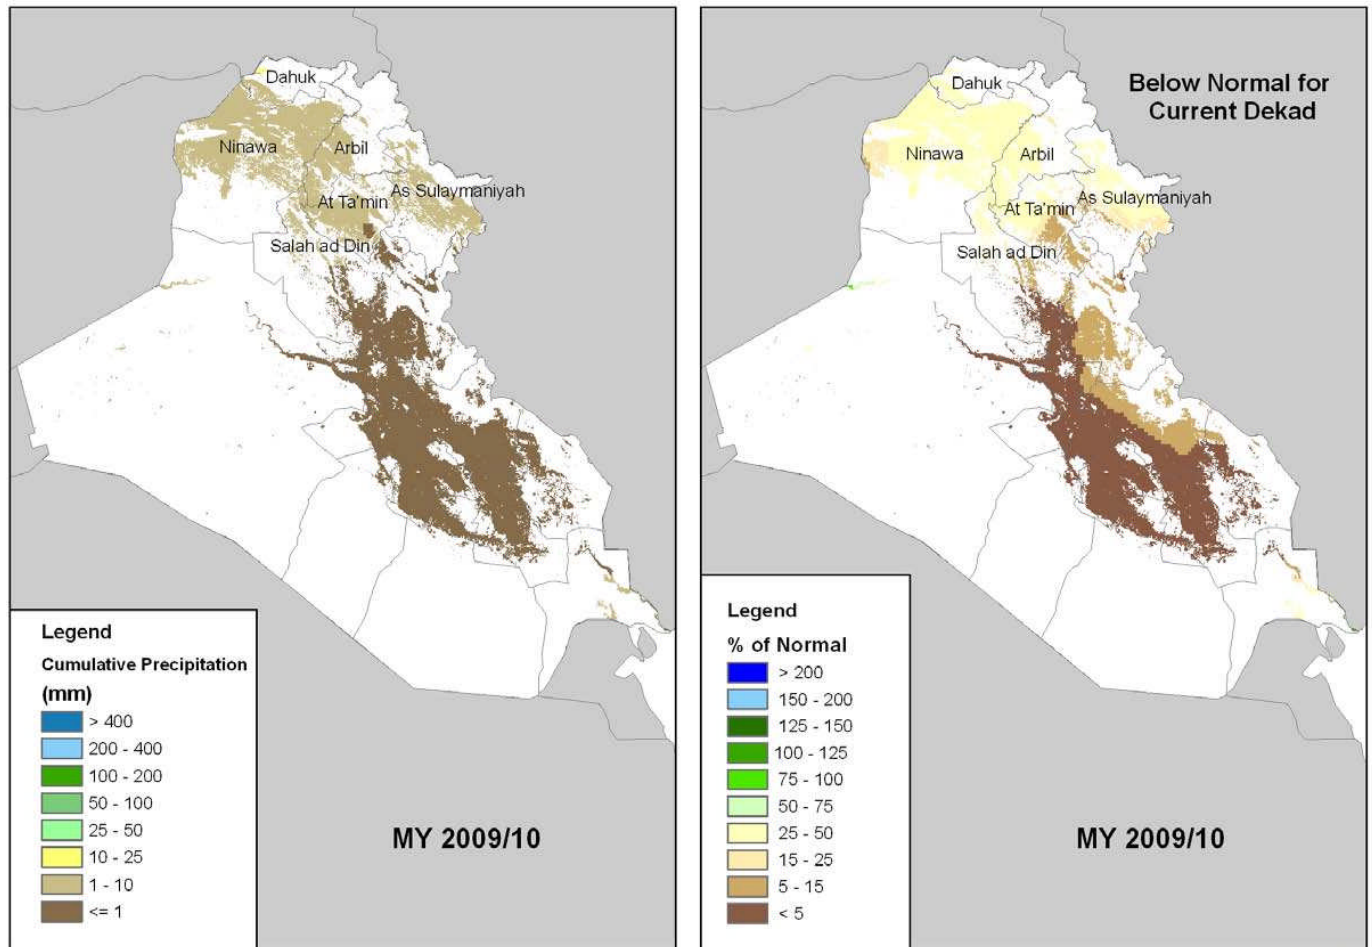 Dahuk
Ninawa
Arbil
As Sulaymaniyah
At Ta'min
Salah ad Din
Legend
Cumulative Precipitation
(mm)
> 400
200 - 400
100 - 200
50 - 100
25 - 50
10 - 25
1 - 10
<= 1
MY 2009/10
Below Normal for
Current Dekad
Dahuk
Ninawa
Arbil
As Sulaymaniyah
At Ta'min
Salah ad Din
Legend
% of Normal
> 200
150 - 200
125 - 150
100 - 125
75 - 100
50 - 75
25 - 50
15 - 25
5 - 15
< 5
MY 2009/10